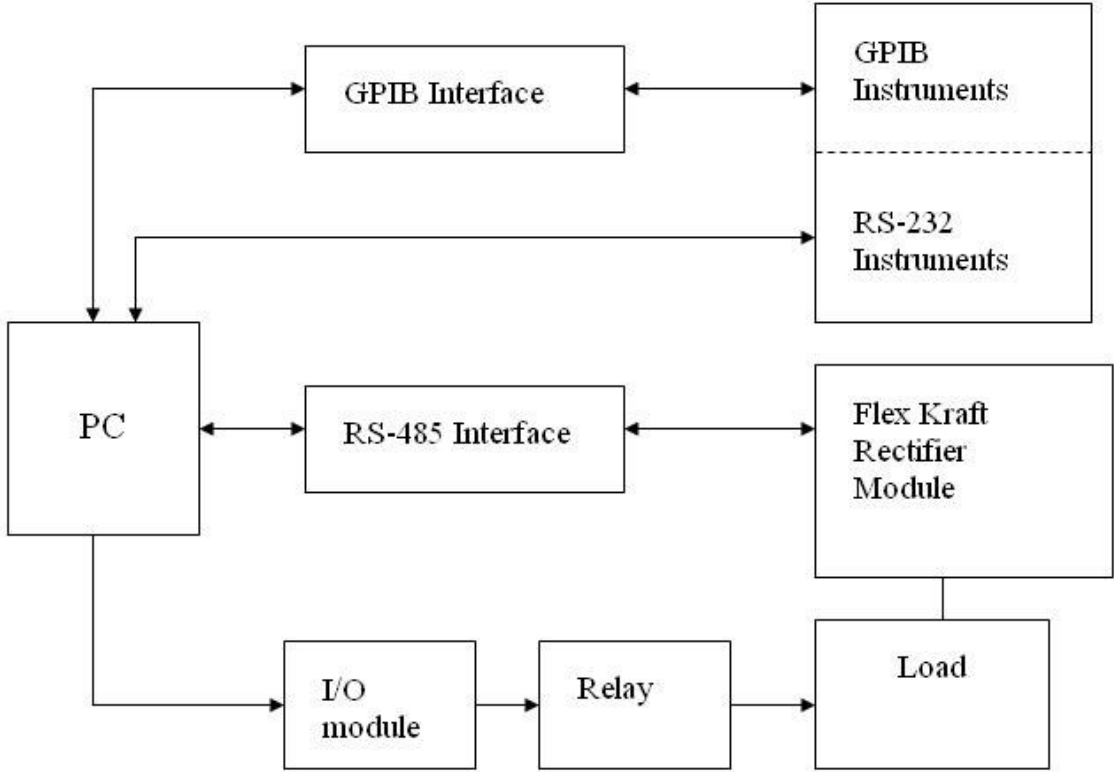 GPIB Interface
GPIB
Instruments
RS-232
Instruments
PC
RS-485 Interface
Flex Kraft
Rectifier
Module
I/O
module
Relay
Load